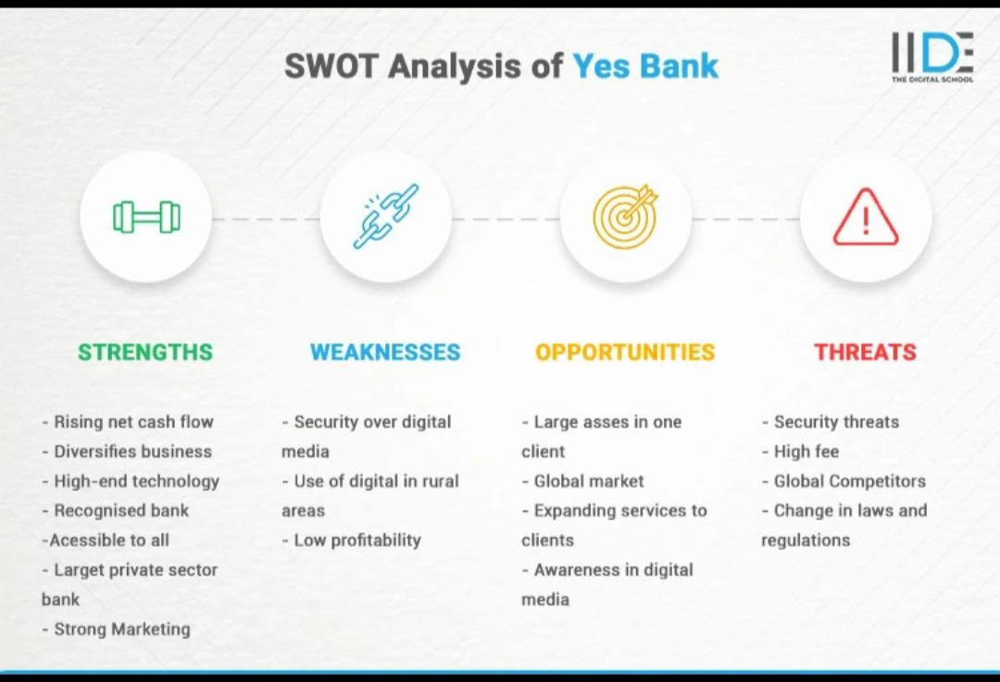 SWOT Analysis of Yes Bank
IIDE
THE DIGITAL SCHOOL
STRENGTHS
- Rising net cash flow
- Diversifies business
- High-end technology
- Recognised bank
-Acessible to all
- Larget private sector
bank
- Strong Marketing
WEAKNESSES
- Security over digital
media
- Use of digital in rural
areas
- Low profitability
OPPORTUNITIES
- Large asses in one
client
- Global market
- Expanding services to
clients
- Awareness in digital
media
THREATS
- Security threats
- High fee
- Global Competitors
- Change in laws and
regulations